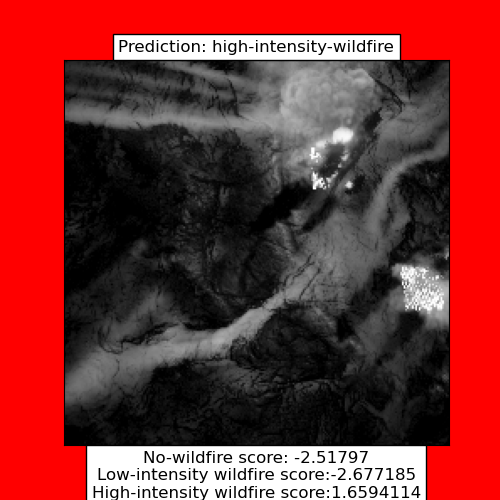 Prediction: high-intensity-wildfire
No-wildfire score: -2.51797
Low-intensity wildfire score:-2.677185
High-intensity wildfire score:1.6594114